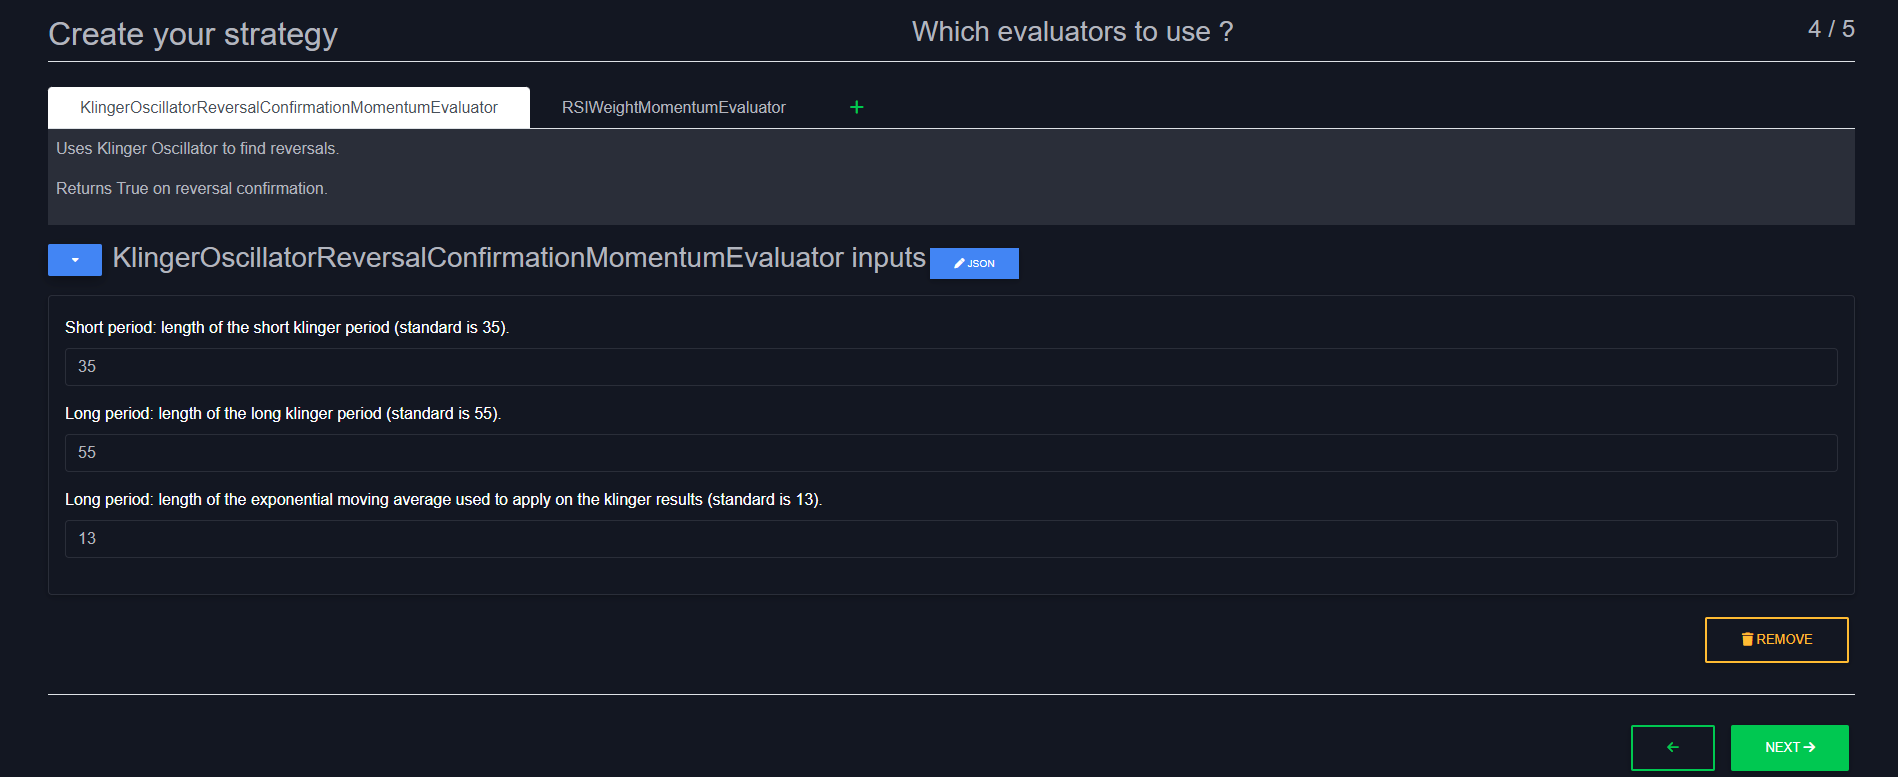 Create your strategy
Which evaluators to use ?
4 / 5
KlingerOscillatorReversalConfirmationMomentumEvaluator
RSIWeightMomentumEvaluator
+
Uses Klinger Oscillator to find reversals.
Returns True on reversal confirmation.
KlingerOscillatorReversalConfirmationMomentumEvaluator inputs
JSON
Short period: length of the short klinger period (standard is 35).
35
Long period: length of the long klinger period (standard is 55).
55
Long period: length of the exponential moving average used to apply on the klinger results (standard is 13).
13
REMOVE
←
NEXT→